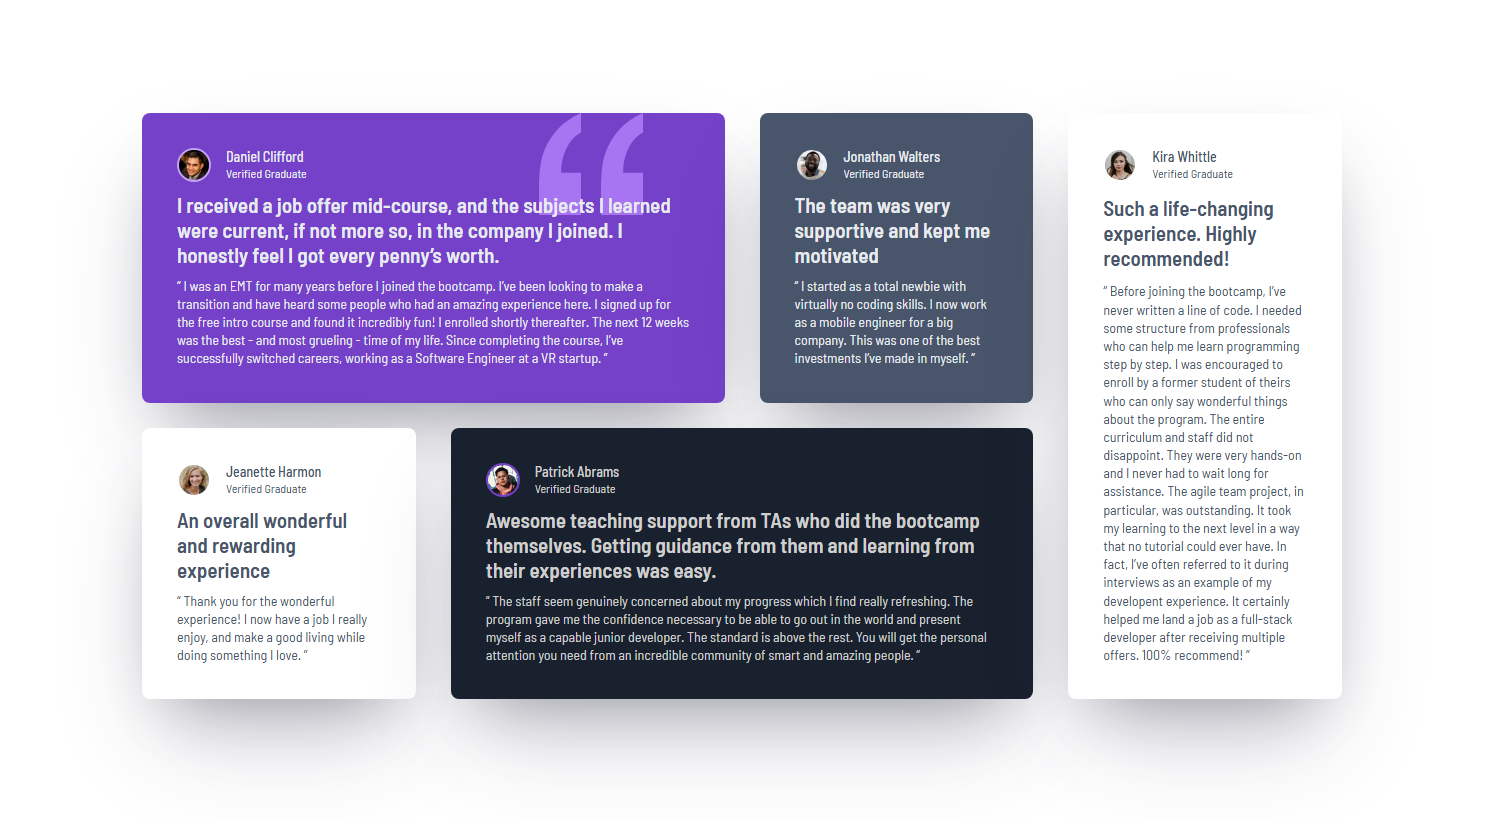 Daniel Clifford
Verified Graduate
I received a job offer mid-course, and the subjects I learned
were current, if not more so, in the company I joined. I
honestly feel I got every penny’s worth.
“ I was an EMT for many years before I joined the bootcamp. I’ve been looking to make a
transition and have heard some people who had an amazing experience here. I signed up for
the free intro course and found it incredibly fun! I enrolled shortly thereafter. The next 12 weeks
was the best - and most grueling - time of my life. Since completing the course, I’ve
successfully switched careers, working as a Software Engineer at a VR startup. ”
Jonathan Walters
Verified Graduate
The team was very
supportive and kept me
motivated
“ I started as a total newbie with
virtually no coding skills. I now work
as a mobile engineer for a big
company. This was one of the best
investments I’ve made in myself. ”
Kira Whittle
Verified Graduate
Such a life-changing
experience. Highly
recommended!
“ Before joining the bootcamp, I’ve
never written a line of code. I needed
some structure from professionals
who can help me learn programming
step by step. I was encouraged to
enroll by a former student of theirs
who can only say wonderful things
about the program. The entire
curriculum and staff did not
disappoint. They were very hands-on
and I never had to wait long for
assistance. The agile team project, in
particular, was outstanding. It took
my learning to the next level in a way
that no tutorial could ever have. In
fact, I’ve often referred to it during
interviews as an example of my
developent experience. It certainly
helped me land a job as a full-stack
developer after receiving multiple
offers. 100% recommend! ”
Jeanette Harmon
Verified Graduate
An overall wonderful
and rewarding
experience
“ Thank you for the wonderful
experience! I now have a job I really
enjoy, and make a good living while
doing something I love. ”
Patrick Abrams
Verified Graduate
Awesome teaching support from TAs who did the bootcamp
themselves. Getting guidance from them and learning from
their experiences was easy.
“ The staff seem genuinely concerned about my progress which I find really refreshing. The
program gave me the confidence necessary to be able to go out in the world and present
myself as a capable junior developer. The standard is above the rest. You will get the personal
attention you need from an incredible community of smart and amazing people. ”